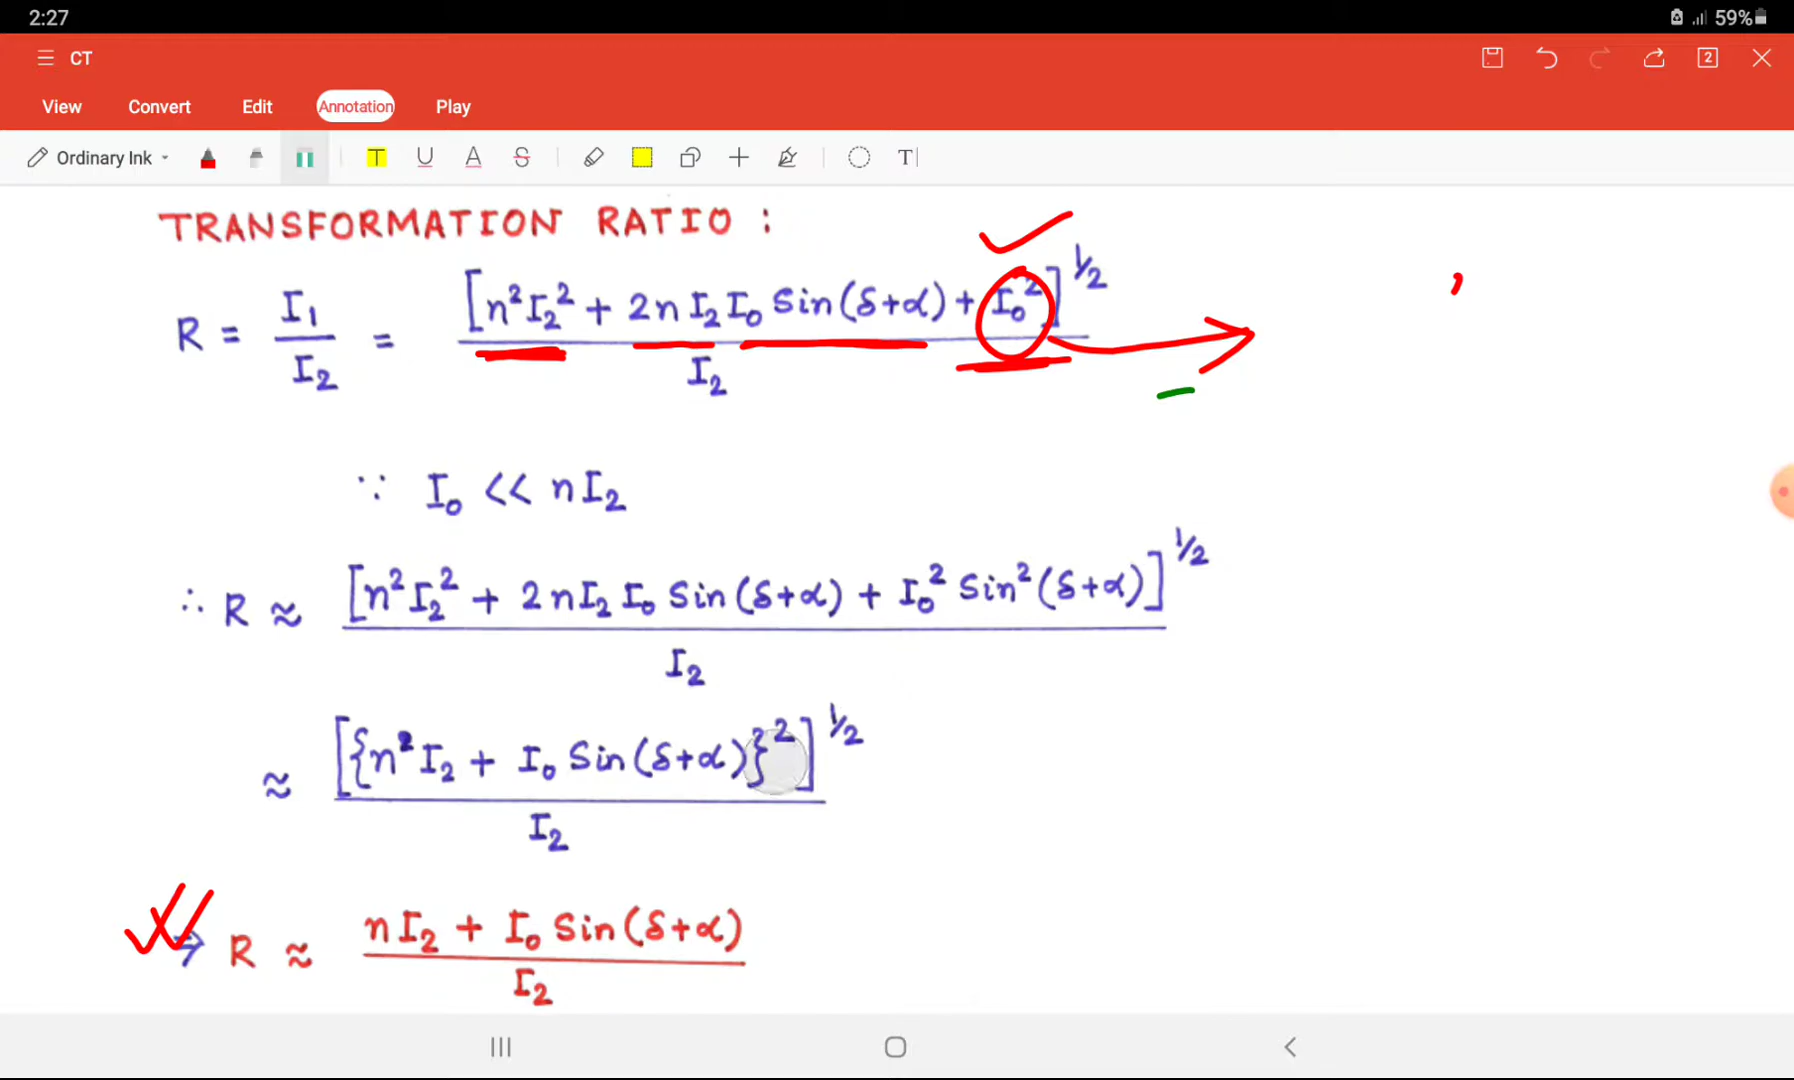 2:27 59%
CT 2
View Convert Edit Annotation Play
Ordinary Ink T U A S T
TRANSFORMATION RATIO :
R = I₁/I₂ = [n²I₂² + 2nI₂I₀ Sin(δ+α) + I₀²]^1/2 / I₂
∵ I₀ << nI₂
∴ R ≈ [n²I₂² + 2nI₂I₀ Sin(δ+α) + I₀² Sin²(δ+α)]^1/2 / I₂
≈ [{n²I₂ + I₀ Sin(δ+α)}²]^1/2 / I₂
⇒ R ≈ nI₂ + I₀ Sin(δ+α) / I₂